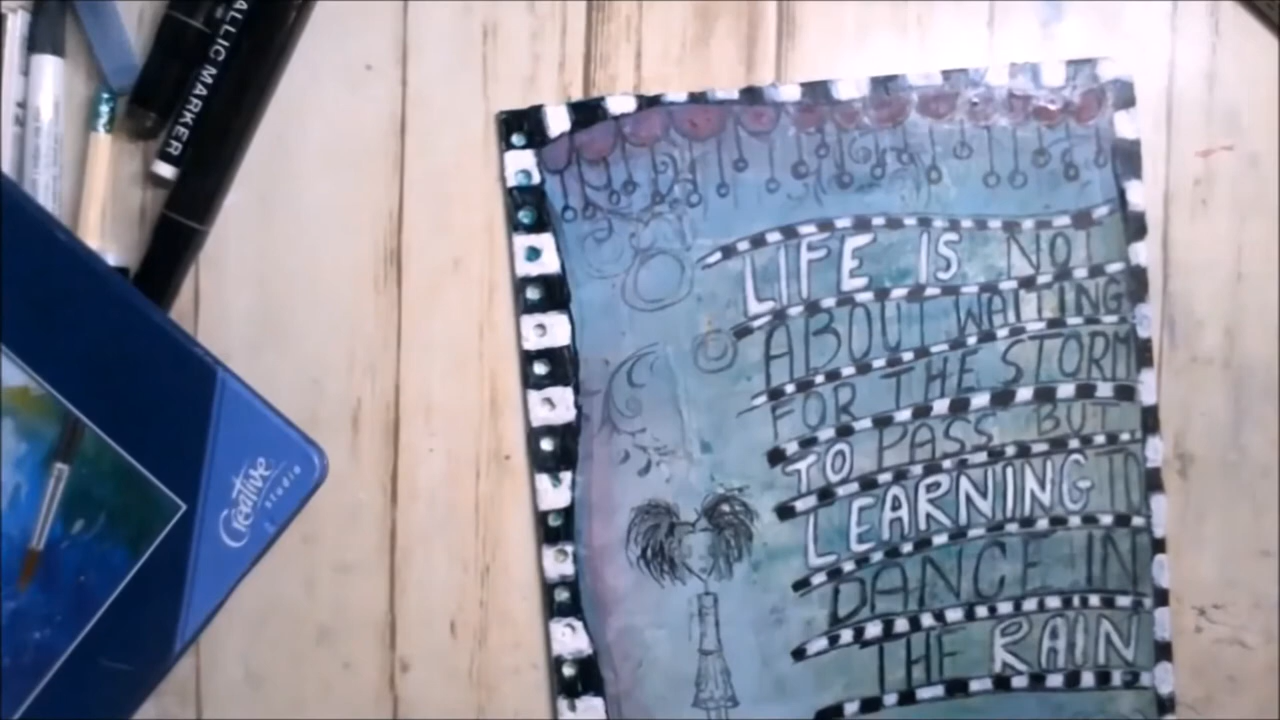 ALLIC MARKER
Creative
studio
LIFE IS NOT
ABOUT WAITING
FOR THE STORM
TO PASS BUT
LEARNING TO
DANCE IN
THE RAIN